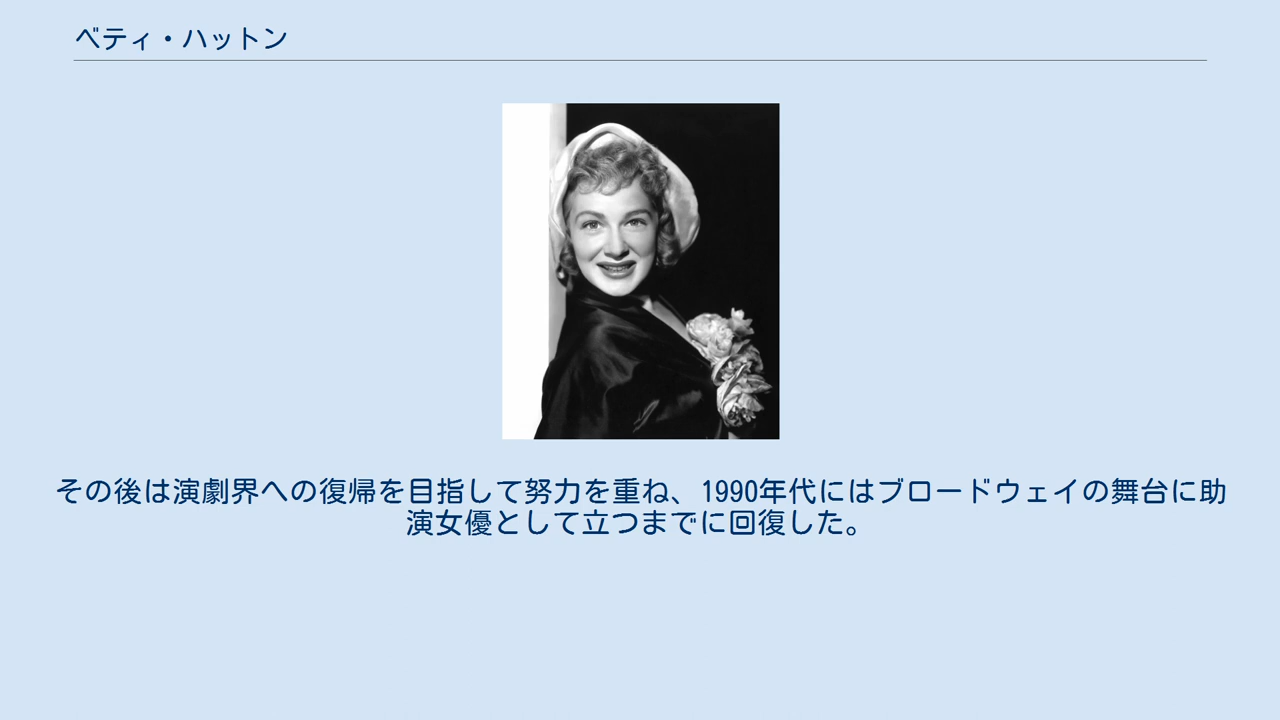 ベティ・ハットン
その後は演劇界への復帰を目指して努力を重ね、1990年代にはブロードウェイの舞台に助
演女優として立つまでに回復した。